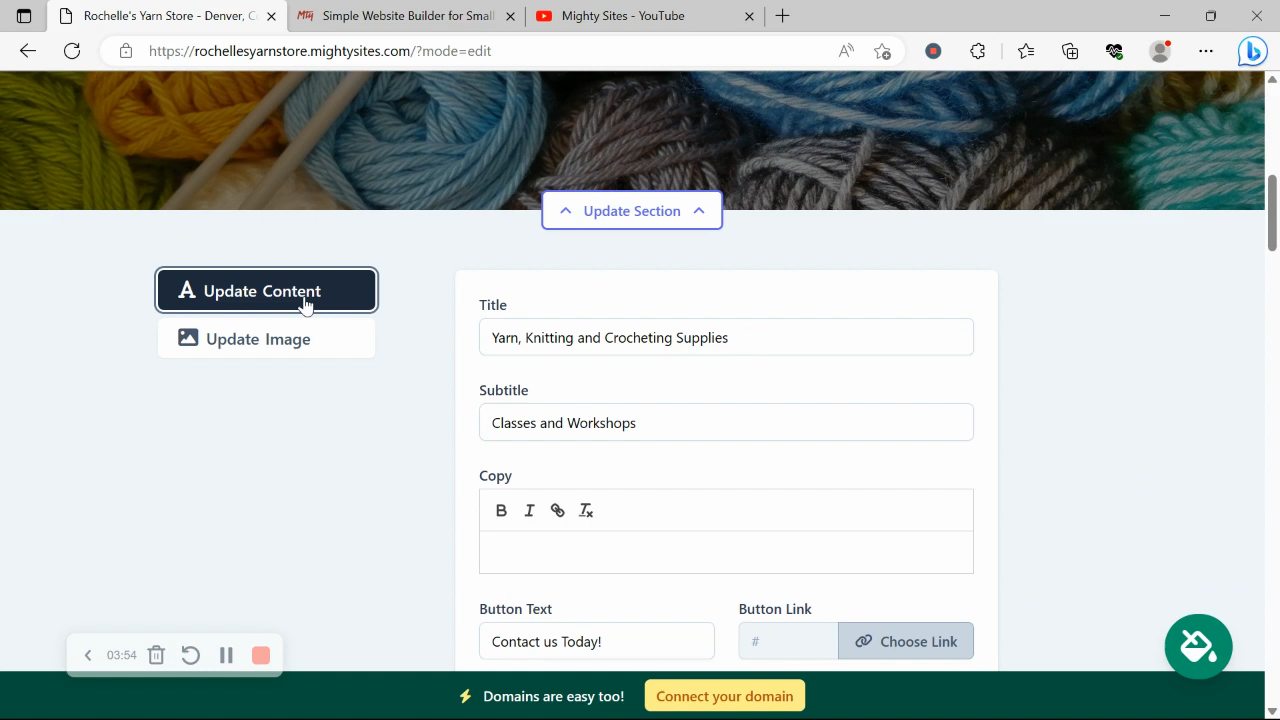 Rochelle's Yarn Store - Denver, C
Mty Simple Website Builder for Small
Mighty Sites - YouTube
https://rochellesyarnstore.mightysites.com/?mode=edit
Update Section
A Update Content
Update Image
Title
Yarn, Knitting and Crocheting Supplies
Subtitle
Classes and Workshops
Copy
B I Tx
Button Text
Button Link
Contact us Today!
# Choose Link
03:54
Domains are easy too!
Connect your domain